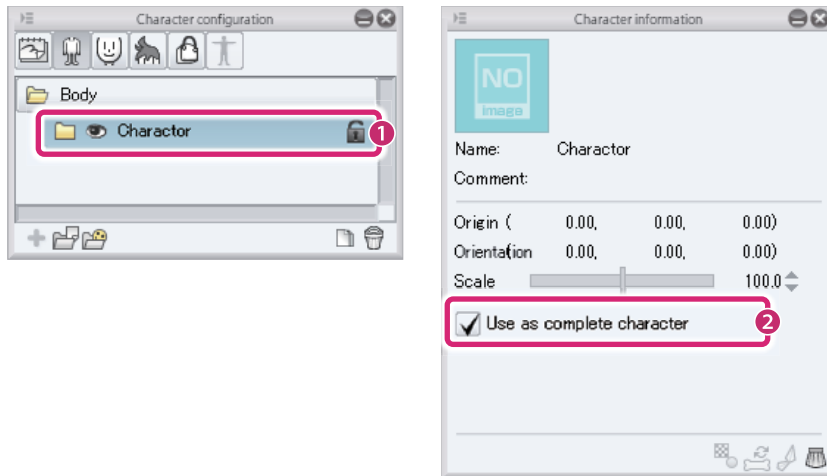 Character configuration
Body
Charactor
1
Character information
NO
image
Name: Charactor
Comment:
Origin ( 0.00, 0.00, 0.00)
Orientation 0.00, 0.00, 0.00)
Scale 100.0
Use as complete character
2